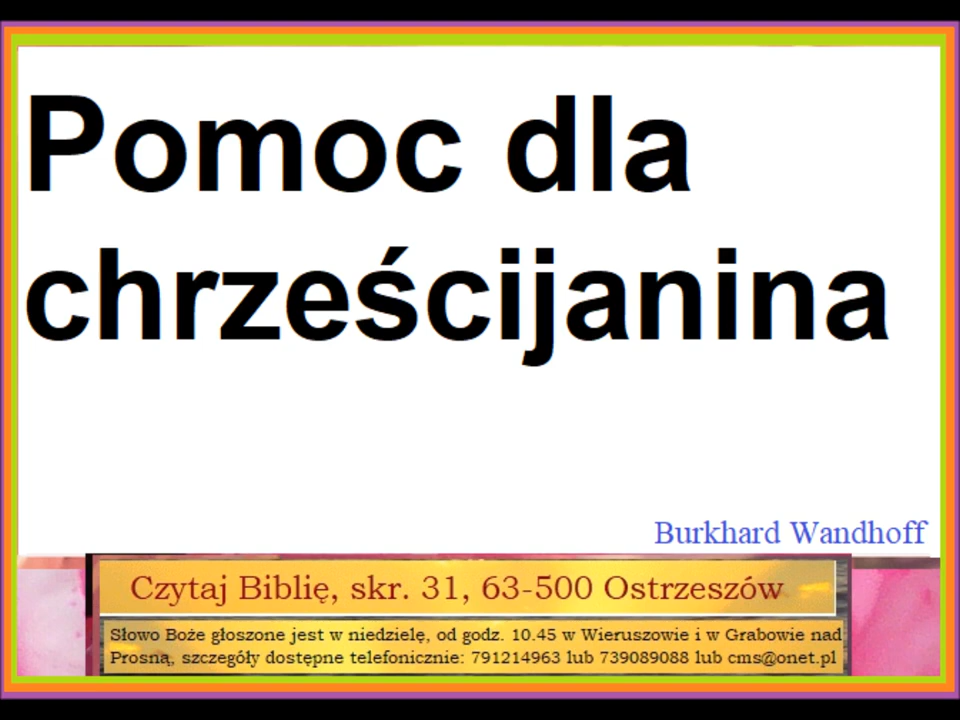 Pomoc dla
chrześcijanina
Burkhard Wandhoff
Czytaj Biblię, skr. 31, 63-500 Ostrzeszów
Słowo Boże głoszone jest w niedzielę, od godz. 10.45 w Wieruszowie i w Grabowie nad
Prosną, szczegóły dostępne telefonicznie: 791214963 lub 739089088 lub cms@onet.pl